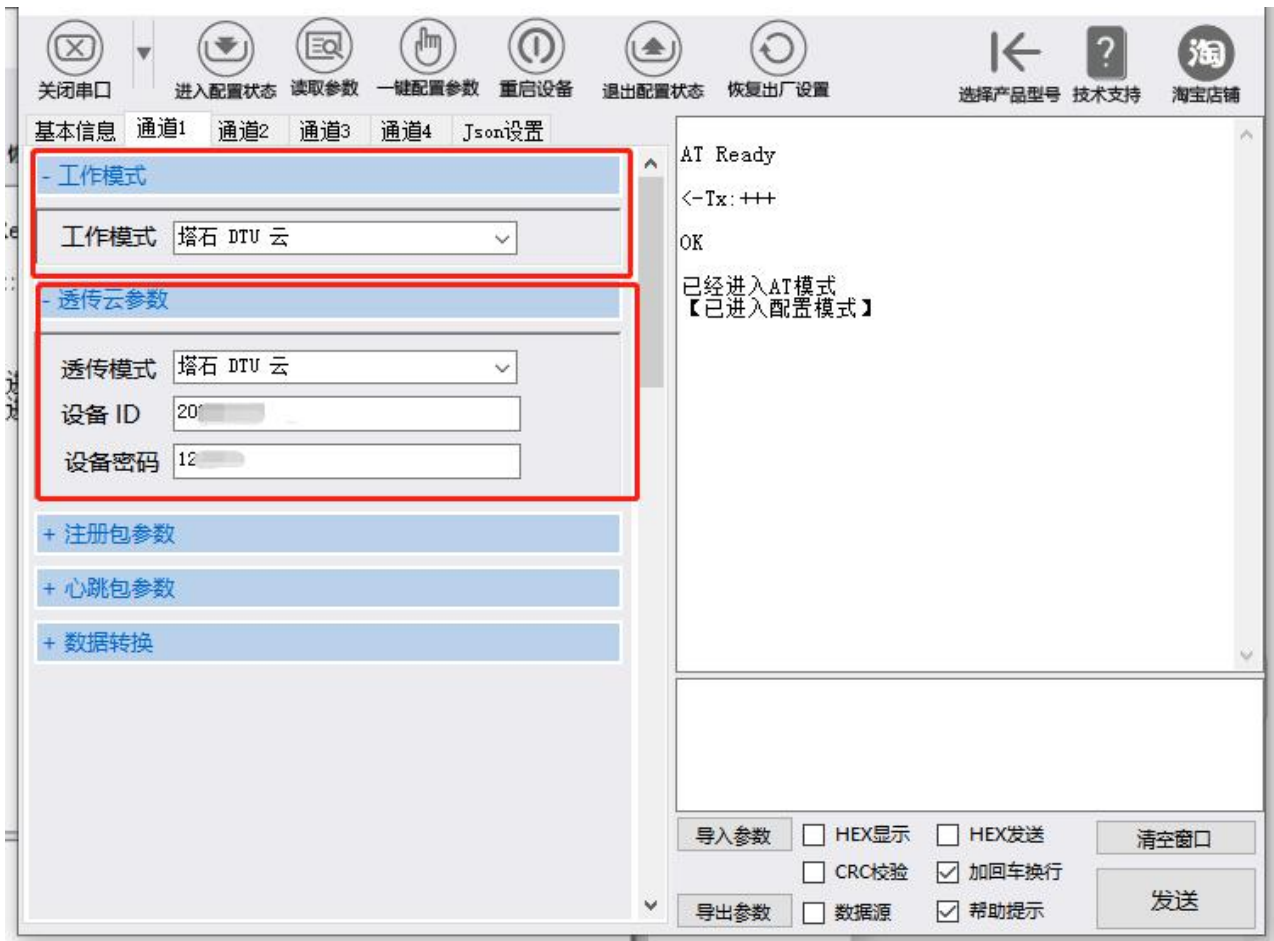 关闭串口 进入配置状态 读取参数 一键配置参数 重启设备 退出配置状态 恢复出厂设置 选择产品型号 技术支持 淘宝店铺
淘
?
基本信息 通道1 通道2 通道3 通道4 Json设置
- 工作模式
工作模式 塔石 DTU 云
- 透传云参数
透传模式 塔石 DTU 云
设备 ID 20
设备密码 12
+ 注册包参数
+ 心跳包参数
+ 数据转换
AT Ready
<-Tx:+++
OK
已经进入AT模式
【已进入配置模式】
导入参数 HEX显示 HEX发送 清空窗口
CRC校验 加回车换行
导出参数 数据源 帮助提示 发送